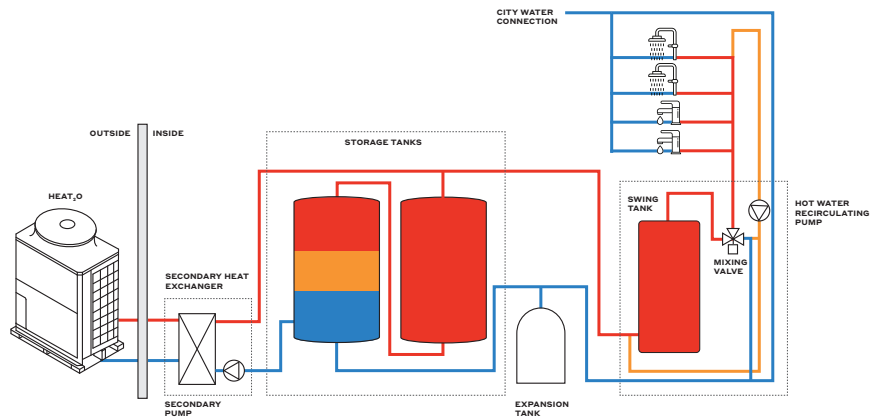 CITY WATER
CONNECTION
OUTSIDE
INSIDE
STORAGE TANKS
HEAT₂O
SWING
TANK
HOT WATER
RECIRCULATING
PUMP
MIXING
VALVE
SECONDARY HEAT
EXCHANGER
SECONDARY
PUMP
EXPANSION
TANK